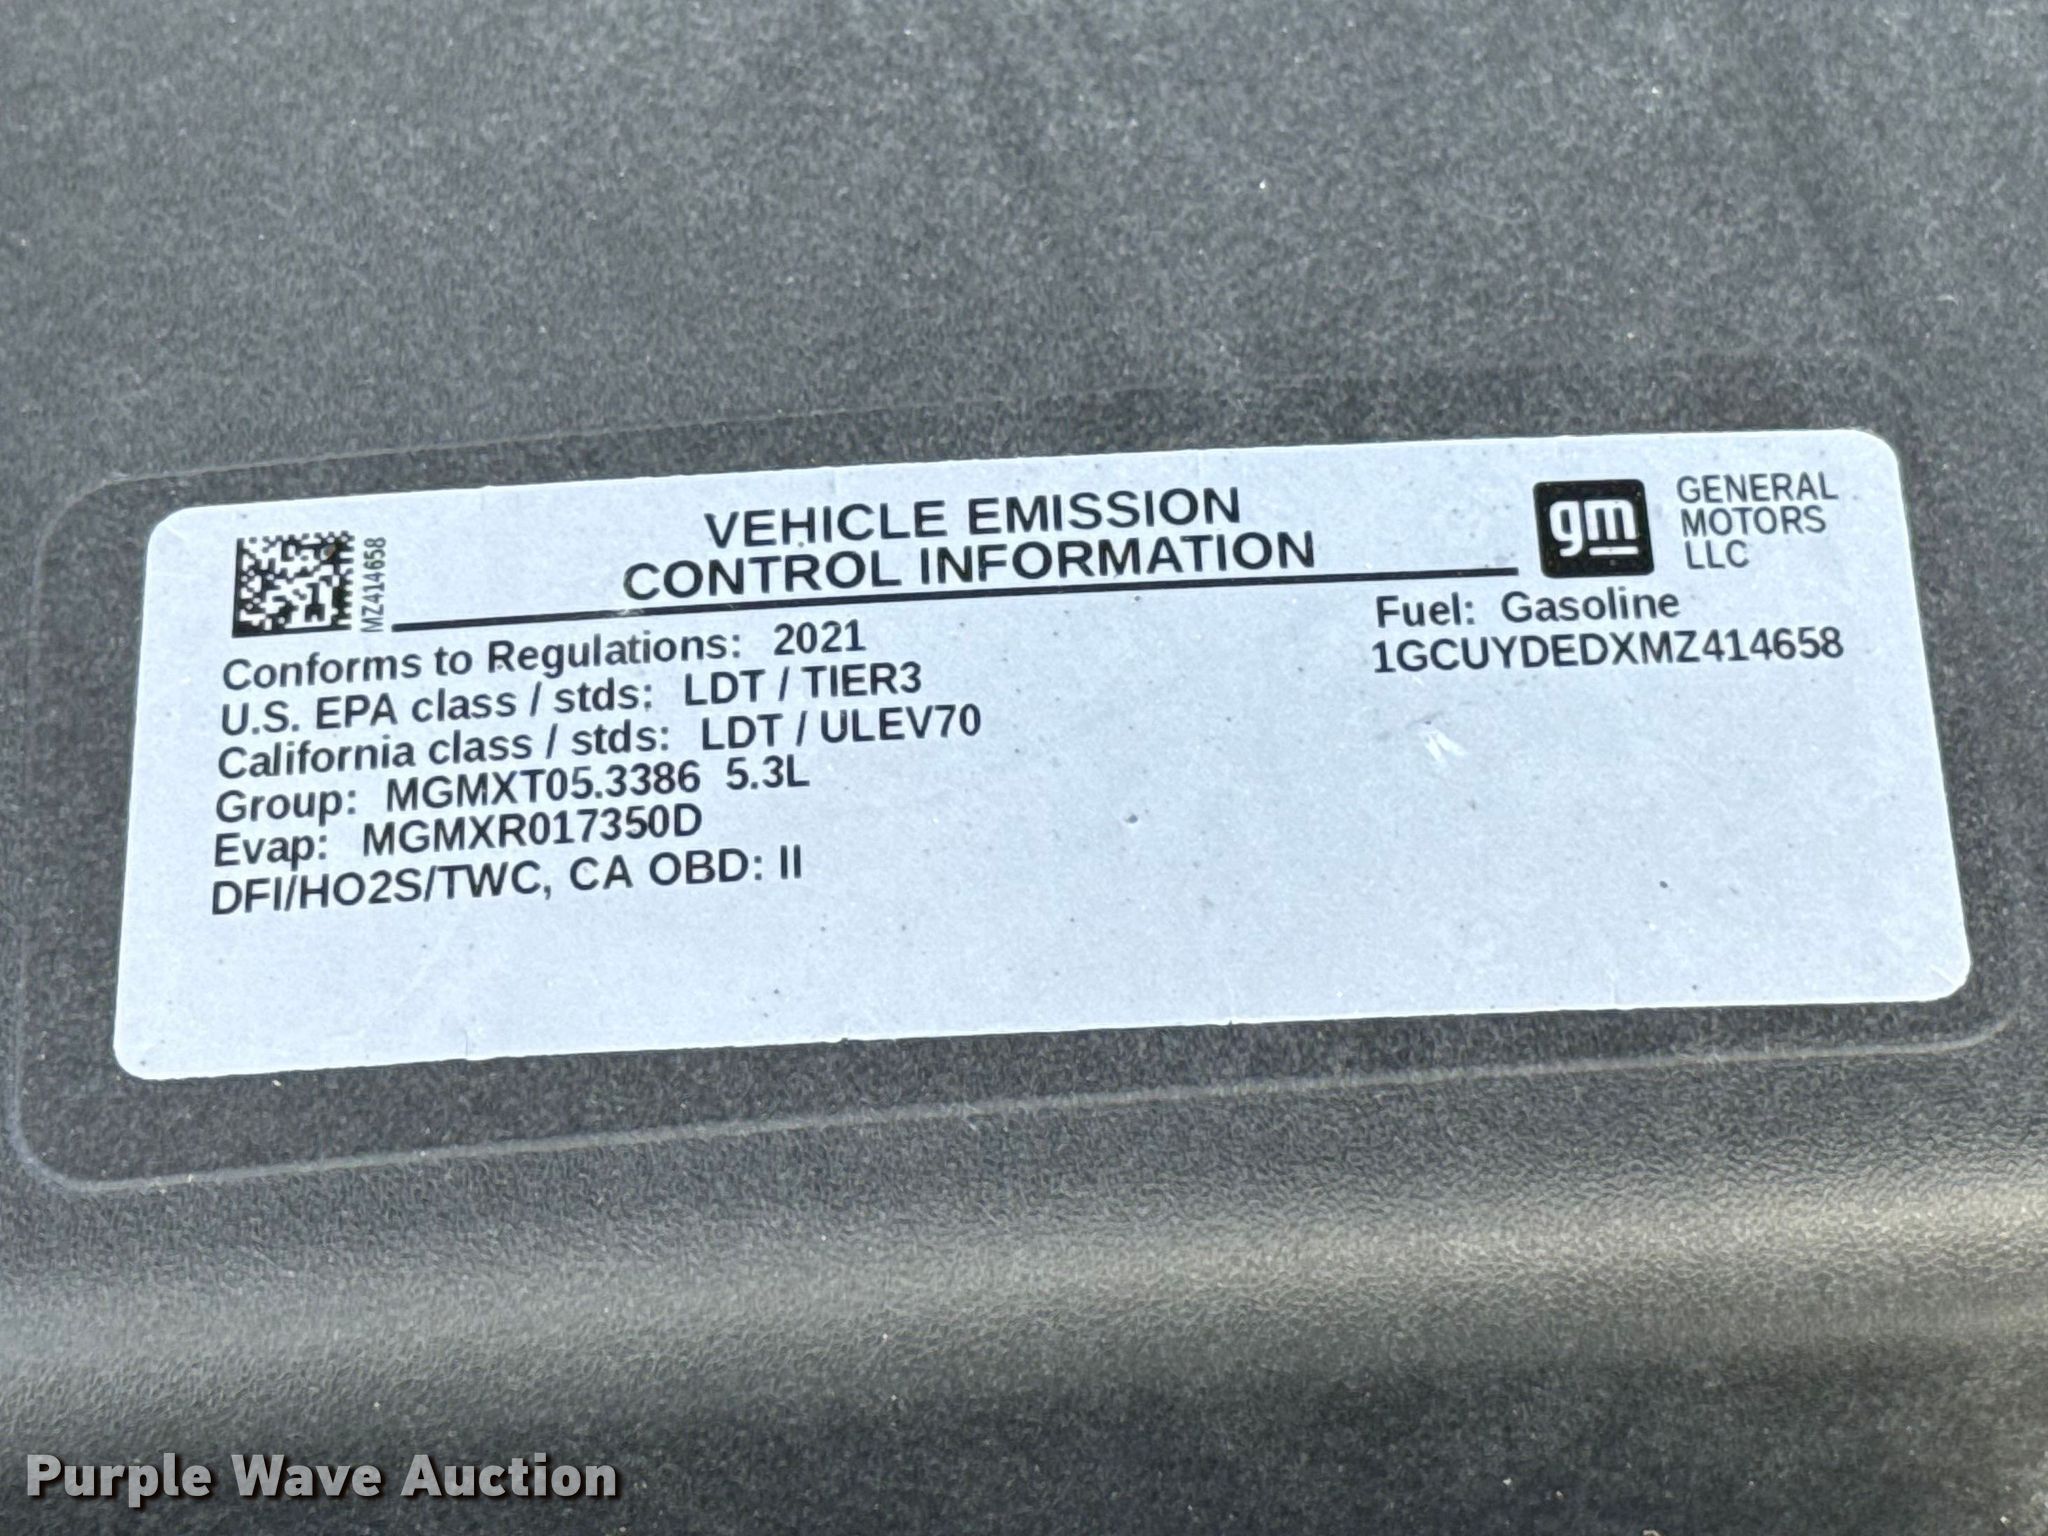 VEHICLE EMISSION
CONTROL INFORMATION
gm
GENERAL
MOTORS
LLC
MZ414658
Conforms to Regulations: 2021
U.S. EPA class / stds: LDT / TIER3
California class / stds: LDT / ULEV70
Group: MGMXT05.3386 5.3L
Evap: MGMXR017350D
DFI/HO2S/TWC, CA OBD: II
Fuel: Gasoline
1GCUYDEDXMZ414658
Purple Wave Auction